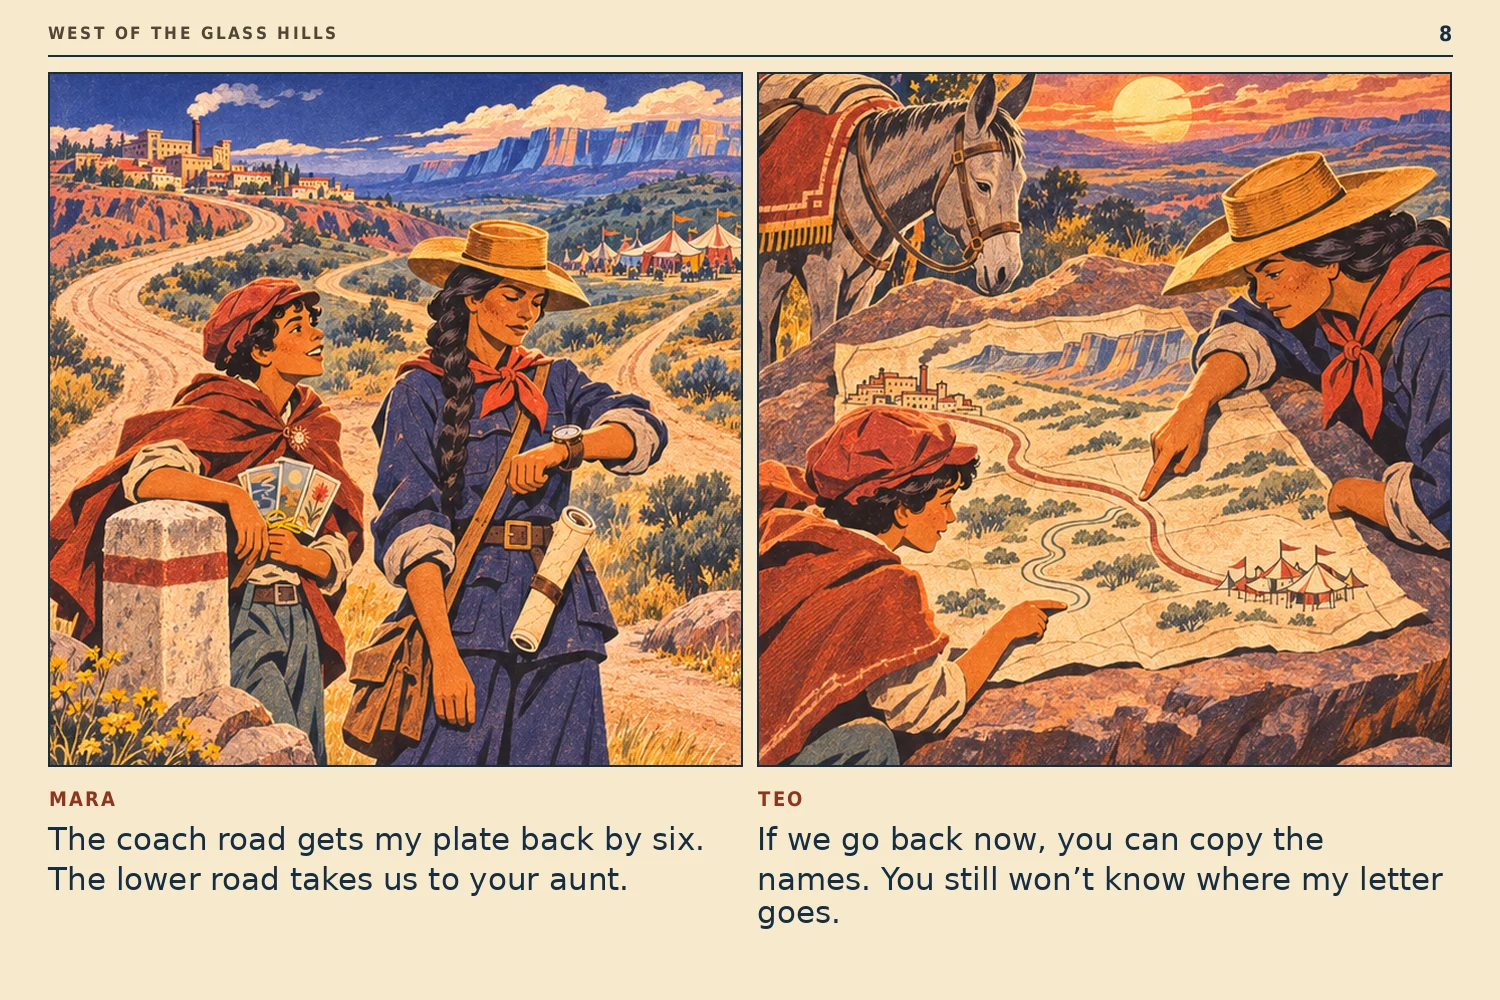 WEST OF THE GLASS HILLS
8
MARA
The coach road gets my plate back by six.
The lower road takes us to your aunt.
TEO
If we go back now, you can copy the
names. You still won’t know where my letter
goes.